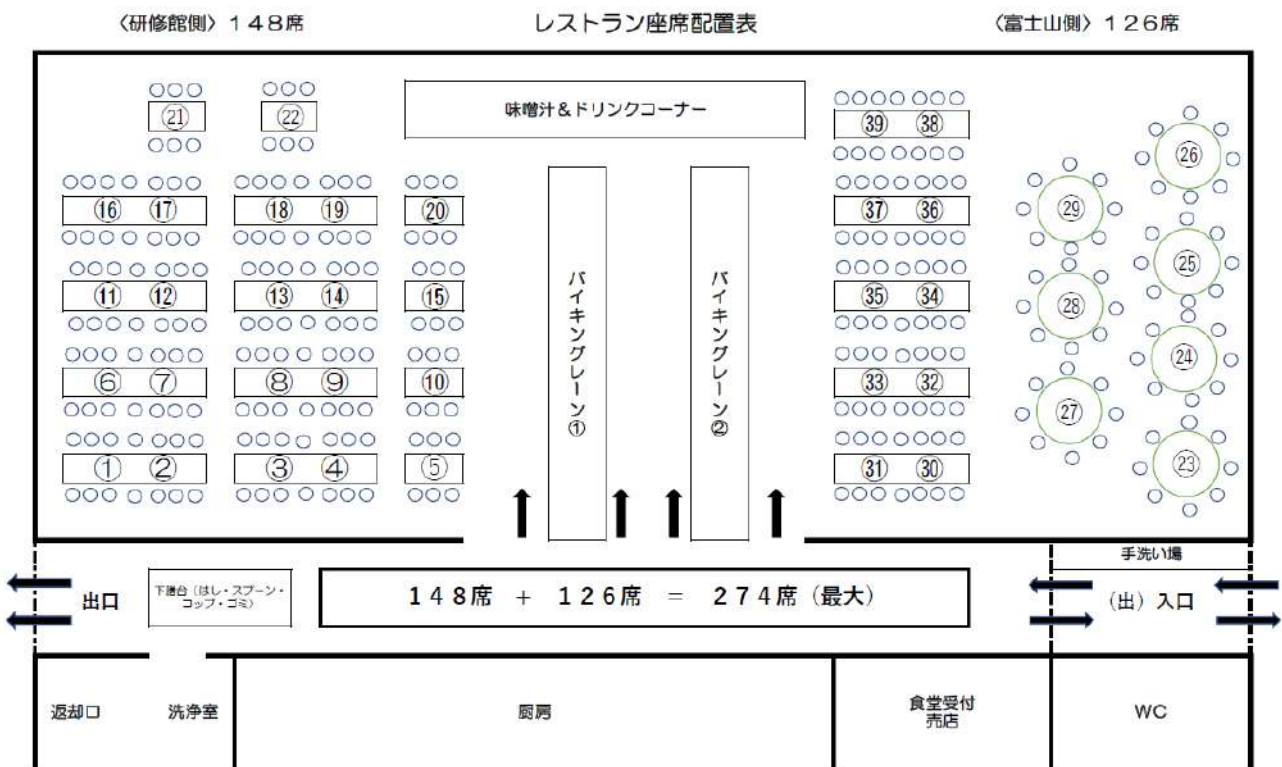 〈研修館側〉148席
レストラン座席配置表
〈富士山側〉126席
㉑
㉒
味噌汁&ドリンクコーナー
㊴ ㊳
㉖
⑯ ⑰
⑱ ⑲
⑳
㊲ ㊱
㉙
⑪ ⑫
⑬ ⑭
⑮
バイキングレーン①
バイキングレーン②
㉟ ㉞
㉘
㉕
⑥ ⑦
⑧ ⑨
⑩
㉝ ㉜
㉗
㉔
① ②
③ ④
⑤
㉛ ㉚
㉓
手洗い場
出口
下膳台(はし・スプーン・
コップ・ゴミ)
148席 + 126席 = 274席(最大)
(出)入口
返却口
洗浄室
厨房
食堂受付
売店
WC